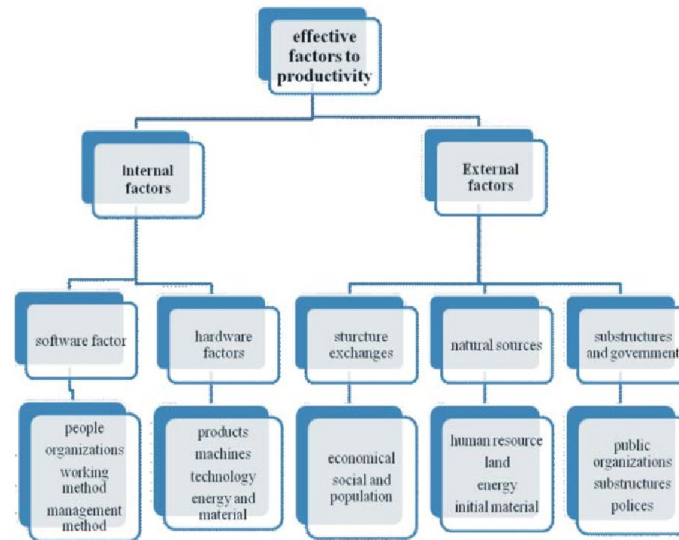 effective
factors to
productivity
Internal
factors
External
factors
software factor
hardware
factors
sturcture
exchanges
natural sources
substructures
and government
people
organizations
working
method
management
method
products
machines
technology
energy and
material
economical
social and
population
human resource
land
energy
initial material
public
organizations
substructures
polices